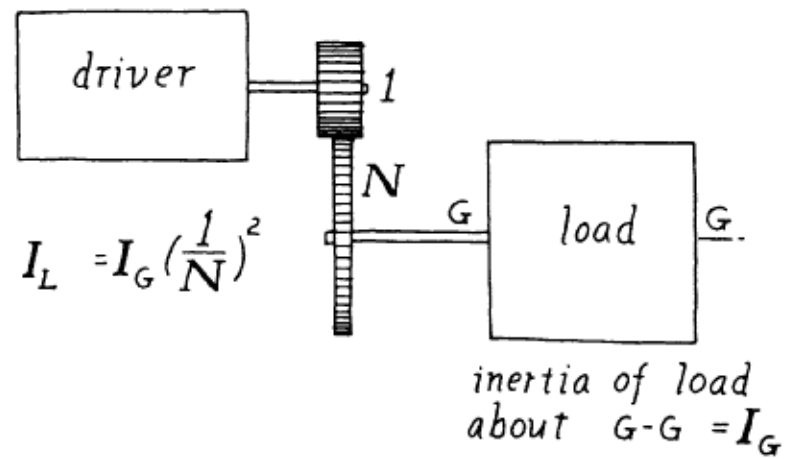 driver
1
N
G
load
G
I_L = I_G (1/N)²
inertia of load
about G-G = I_G